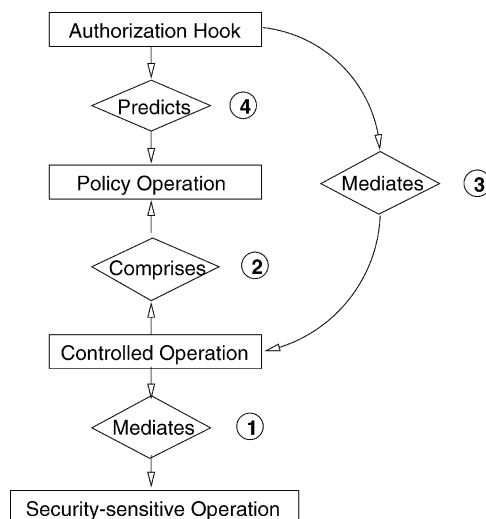 Authorization Hook
Predicts
4
Policy Operation
Mediates
3
Comprises
2
Controlled Operation
Mediates
1
Security-sensitive Operation